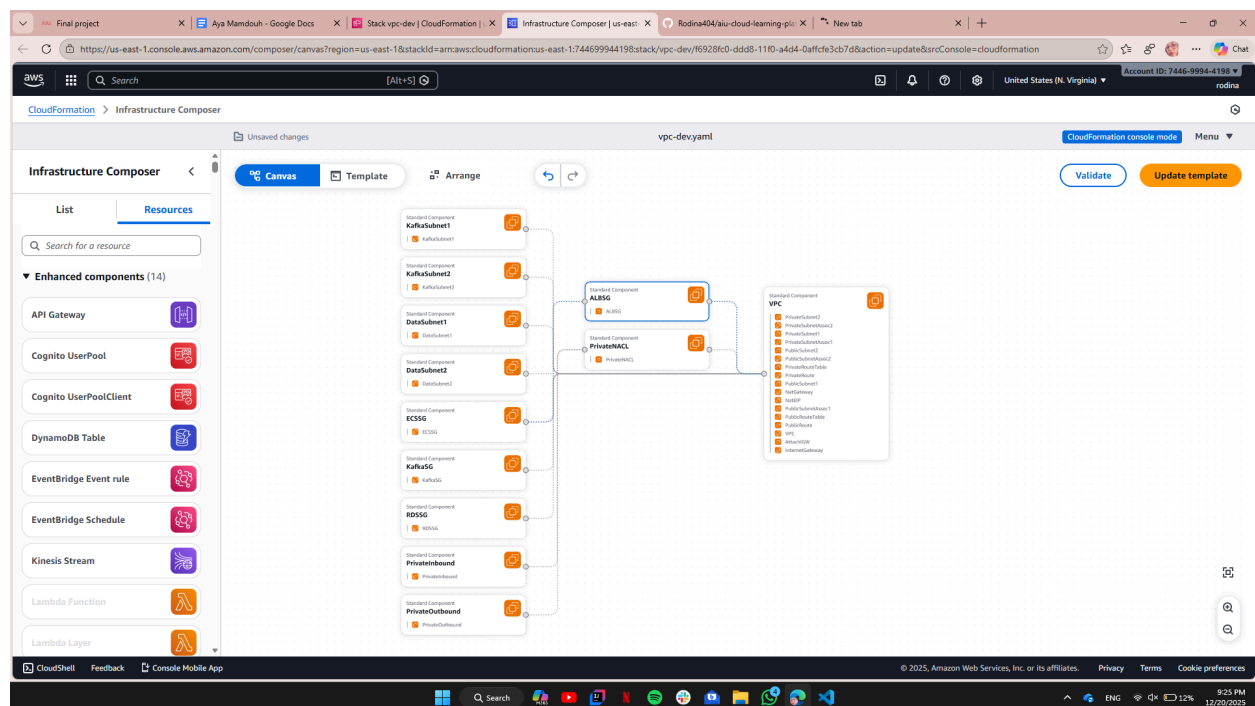 Final project
Aya Mamdouh - Google Docs
Stack vpc-dev | CloudFormation |
Infrastructure Composer | us-east-
Rodina404/aiu-cloud-learning-pla
New tab
https://us-east-1.console.aws.amazon.com/composer/canvas?region=us-east-1&stackId=arn:aws:cloudformation:us-east-1:744699944198:stack/vpc-dev/f6928fc0-ddd8-11f0-a4d4-0affcfe3cb7d&action=update&srcConsole=cloudformation
Chat
aws
Search
[Alt+S]
United States (N. Virginia)
Account ID: 7446-9994-4198
rodina
CloudFormation > Infrastructure Composer
Unsaved changes
vpc-dev.yaml
CloudFormation console mode
Menu
Infrastructure Composer
Canvas
Template
Arrange
Validate
Update template
List
Resources
Search for a resource
Enhanced components (14)
API Gateway
Cognito UserPool
Cognito UserPoolClient
DynamoDB Table
EventBridge Event rule
EventBridge Schedule
Kinesis Stream
Lambda Function
Lambda Layer
Standard Component
KafkaSubnet1
KafkaSubnet1
Standard Component
KafkaSubnet2
KafkaSubnet2
Standard Component
DataSubnet1
DataSubnet1
Standard Component
DataSubnet2
DataSubnet2
Standard Component
ECSSG
ECSSG
Standard Component
KafkaSG
KafkaSG
Standard Component
RDSSG
RDSSG
Standard Component
PrivateInbound
PrivateInbound
Standard Component
PrivateOutbound
PrivateOutbound
Standard Component
ALBSG
ALBSG
Standard Component
PrivateNACL
PrivateNACL
Standard Component
VPC
PrivateSubnet2
PrivateSubnetAssoc2
PrivateSubnet1
PrivateSubnetAssoc1
PublicSubnet2
PublicSubnetAssoc2
PrivateRouteTable
PrivateRoute
PublicSubnet1
NatGateway
NatEIP
PublicSubnetAssoc1
PublicRouteTable
PublicRoute
VPC
AttachIGW
InternetGateway
CloudShell
Feedback
Console Mobile App
© 2025, Amazon Web Services, Inc. or its affiliates.
Privacy
Terms
Cookie preferences
Search
4
ENG
12%
9:25 PM
12/20/2025